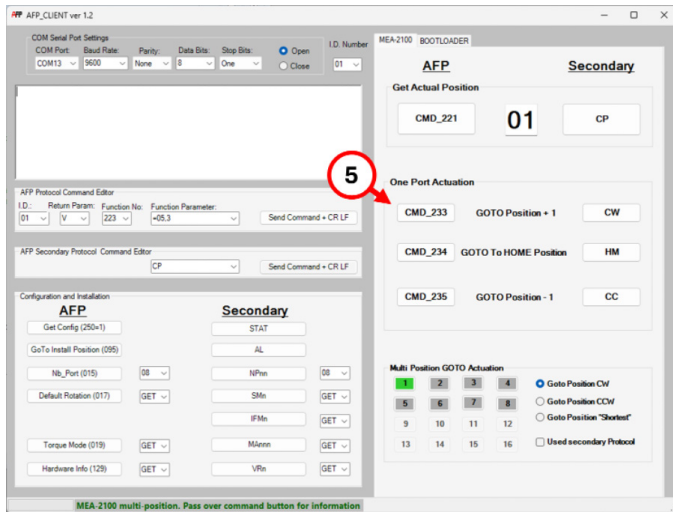 AFP_CLIENT ver 1.2
COM Serial Port Settings
COM Port: Baud Rate: Parity: Data Bits: Stop Bits:
COM13 9600 None 8 One
Open
Close
I.D. Number
01
AFP Protocol Command Editor
I.D.: Return Param: Function No: Function Parameter:
01 V 223 +05,3 Send Command + CR LF
AFP Secondary Protocol Command Editor
CP Send Command + CR LF
Configuration and Installation
AFP Secondary
Get Config (250=1) STAT
GoTo Install Position (095) AL
Nb_Port (015) 08 NPnn 08
Default Rotation (017) GET SMn GET
IFMn GET
Torque Mode (019) GET MAnnn GET
Hardware Info (129) GET VRn GET
MEA-2100 multi-position. Pass over command button for information
MEA-2100 BOOTLOADER
AFP Secondary
Get Actual Position
CMD_221 01 CP
5
One Port Actuation
CMD_233 GOTO Position + 1 CW
CMD_234 GOTO To HOME Position HM
CMD_235 GOTO Position - 1 CC
Multi Position GOTO Actuation
1 2 3 4 Goto Position CW
5 6 7 8 Goto Position CCW
9 10 11 12 Goto Position "Shortest"
13 14 15 16 Used secondary Protocol